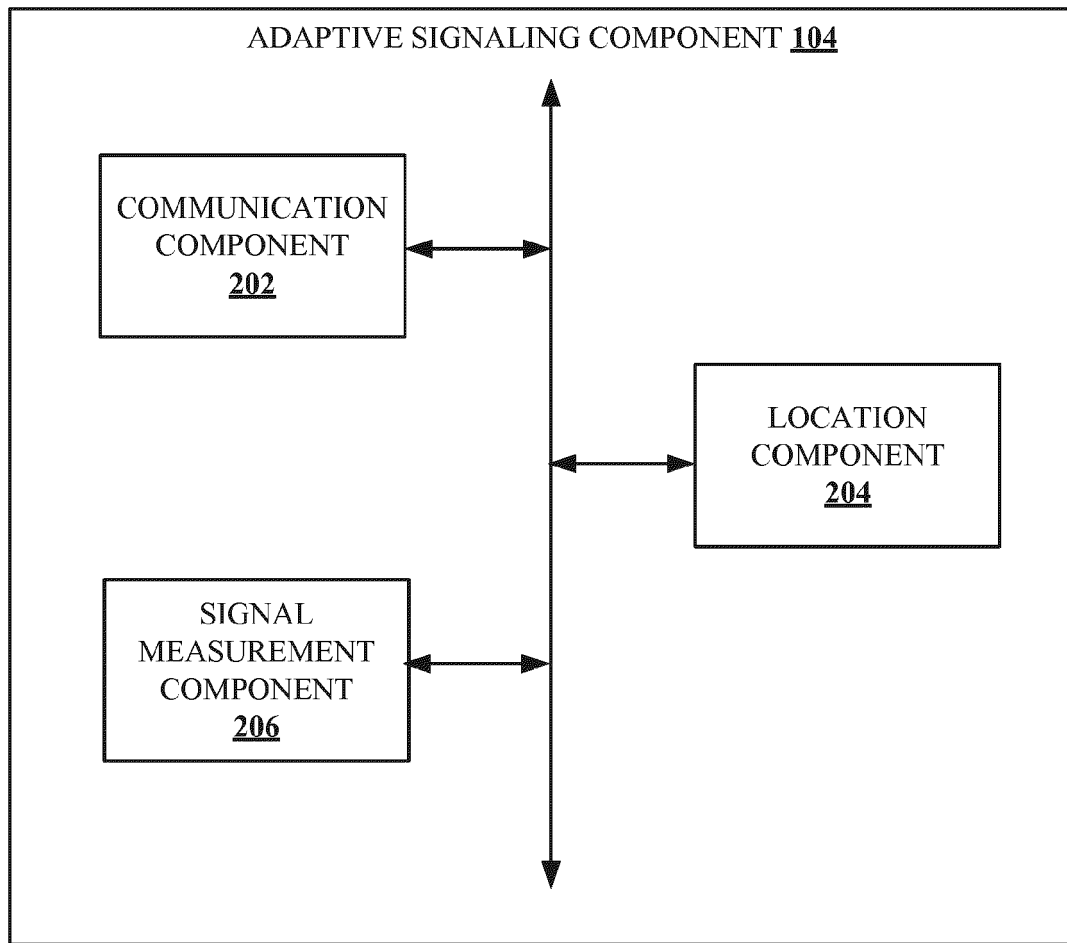 ADAPTIVE SIGNALING COMPONENT 104
COMMUNICATION
COMPONENT
202
LOCATION
COMPONENT
204
SIGNAL
MEASUREMENT
COMPONENT
206